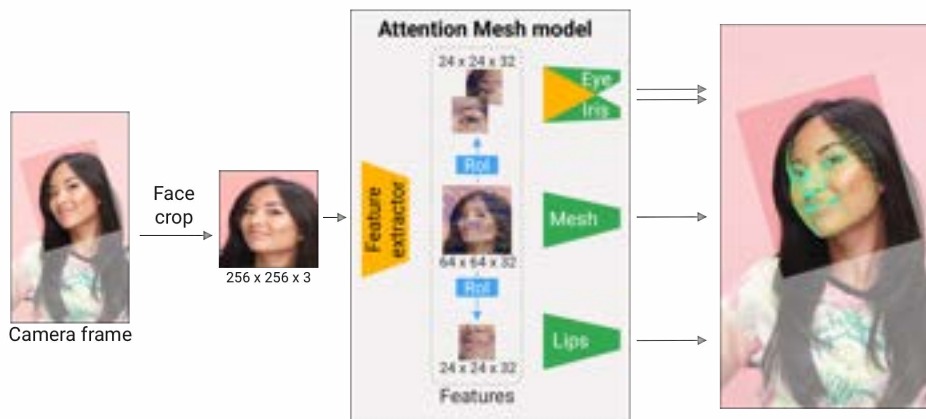 Attention Mesh model
24 x 24 x 32
Eye
Iris
RoI
Face
crop
Feature
extractor
Mesh
64 x 64 x 32
256 x 256 x 3
RoI
Camera frame
Lips
24 x 24 x 32
Features